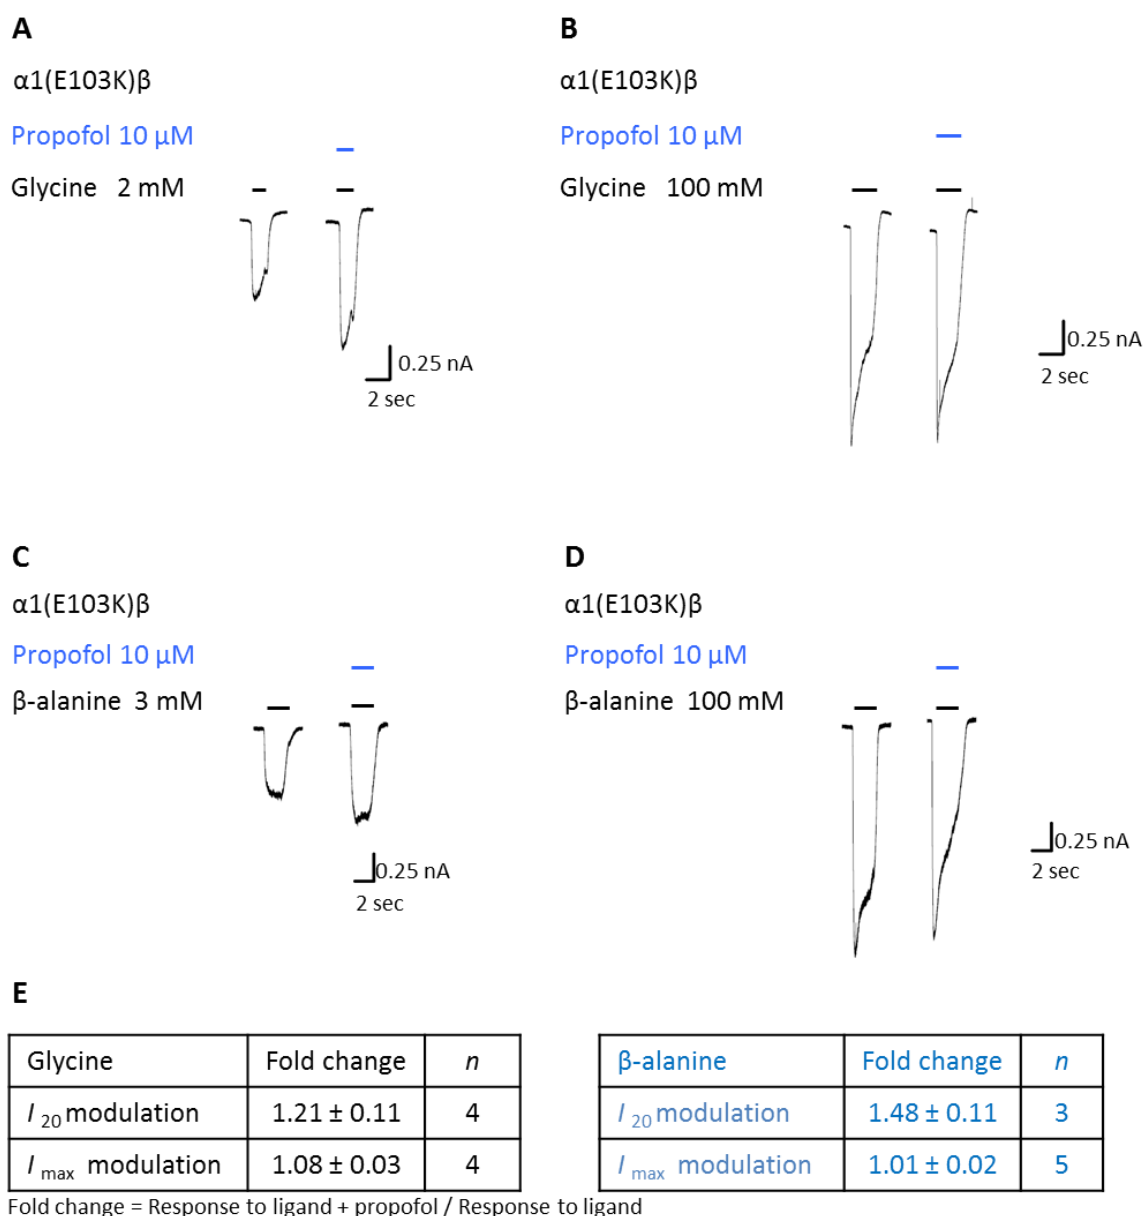 A
α1(E103K)β
Propofol 10 μM
Glycine 2 mM
0.25 nA
2 sec
B
α1(E103K)β
Propofol 10 μM
Glycine 100 mM
0.25 nA
2 sec
C
α1(E103K)β
Propofol 10 μM
β-alanine 3 mM
0.25 nA
2 sec
D
α1(E103K)β
Propofol 10 μM
β-alanine 100 mM
0.25 nA
2 sec
E
Glycine Fold change n
I 20 modulation 1.21 ± 0.11 4
I max modulation 1.08 ± 0.03 4
β-alanine Fold change n
I 20 modulation 1.48 ± 0.11 3
I max modulation 1.01 ± 0.02 5
Fold change = Response to ligand + propofol / Response to ligand